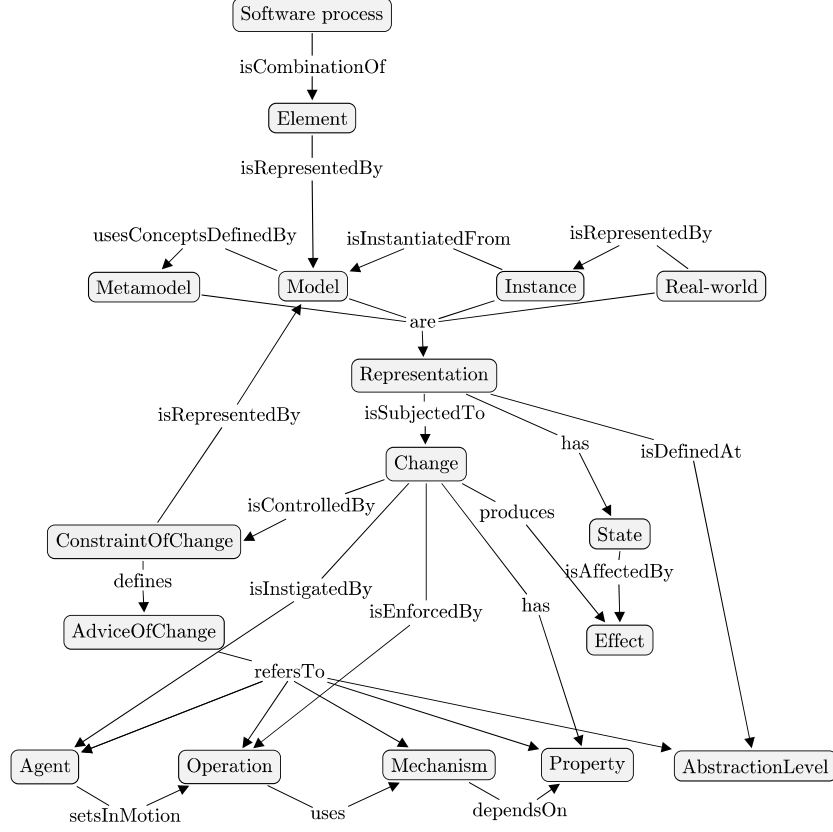 Software process
isCombinationOf
Element
isRepresentedBy
usesConceptsDefinedBy
isInstantiatedFrom
isRepresentedBy
Metamodel
Model
Instance
Real-world
are
Representation
isRepresentedBy
isSubjectedTo
has
isDefinedAt
Change
isControlledBy
produces
ConstraintOfChange
State
defines
isAffectedBy
isInstigatedBy
isEnforcedBy
has
AdviceOfChange
Effect
refersTo
Agent
Operation
Mechanism
Property
AbstractionLevel
setsInMotion
uses
dependsOn